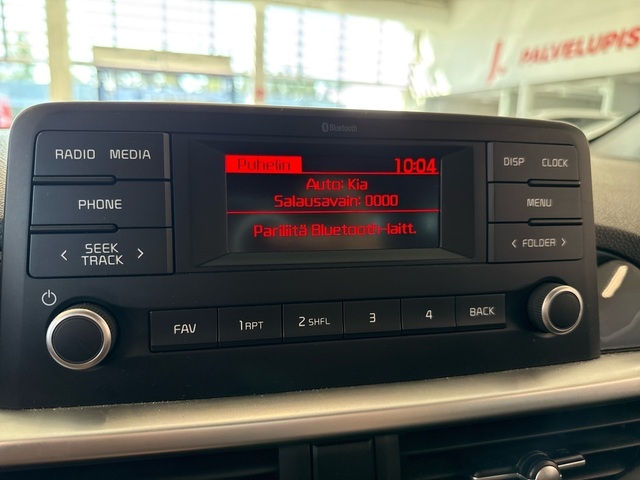 PALVELUPIS
Bluetooth
RADIO MEDIA
PHONE
< SEEK TRACK >
Puhelin 10:04
Auto: Kia
Salausavain: 0000
Parillitä Bluetooth-laitt.
DISP CLOCK
MENU
< FOLDER >
FAV
1 RPT
2 SHFL
3
4
BACK